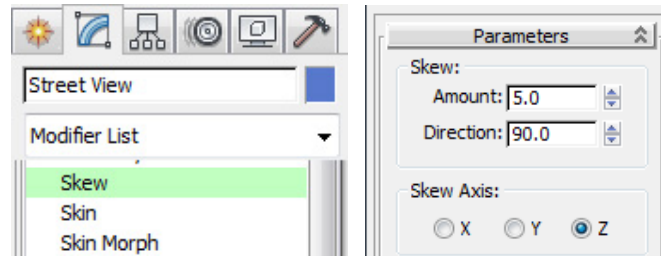 Street View
Modifier List
Skew
Skin
Skin Morph
Parameters
Skew:
Amount: 5.0
Direction: 90.0
Skew Axis:
X Y Z